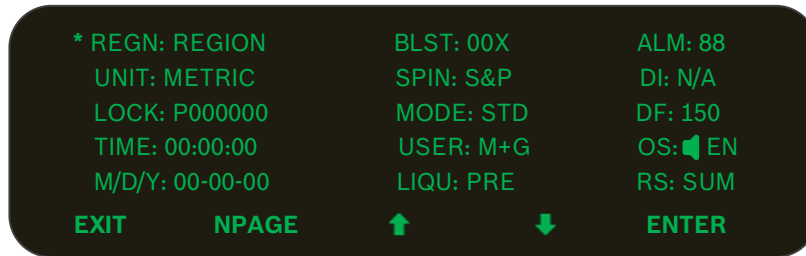 * REGN: REGION BLST: 00X ALM: 88
UNIT: METRIC SPIN: S&P DI: N/A
LOCK: P000000 MODE: STD DF: 150
TIME: 00:00:00 USER: M+G OS: EN
M/D/Y: 00-00-00 LIQU: PRE RS: SUM
EXIT NPAGE ENTER